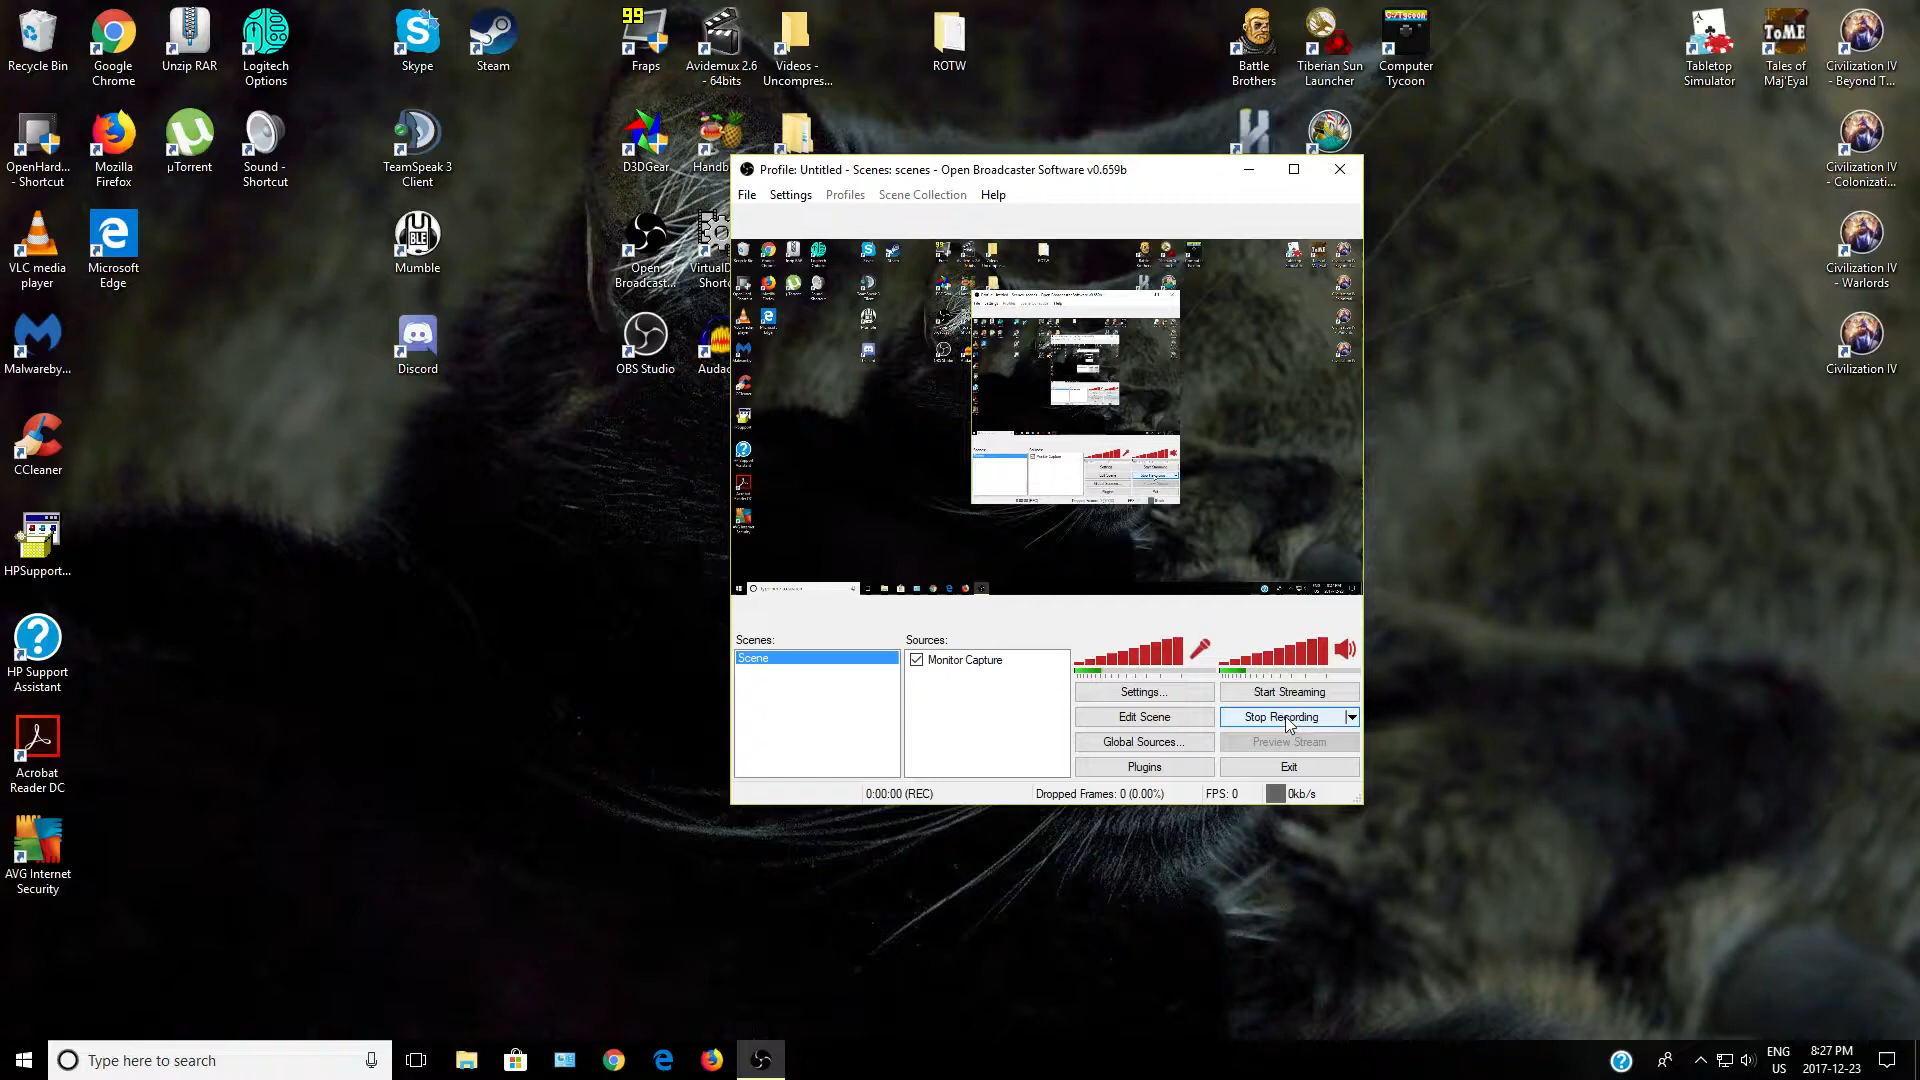 Recycle Bin
Google
Chrome
Unzip RAR
Logitech
Options
Skype
Steam
99
Fraps
Avidemux 2.6
- 64bits
Videos -
Uncompres...
ROTW
Battle
Brothers
Tiberian Sun
Launcher
Computer
Tycoon
Tabletop
Simulator
ToME
Tales of
Maj'Eyal
Civilization IV
- Beyond T...
OpenHard...
- Shortcut
Mozilla
Firefox
µTorrent
Sound -
Shortcut
TeamSpeak 3
Client
D3DGear
Handb
Civilization IV
- Colonizati...
VLC media
player
Microsoft
Edge
Mumble
Open
Broadcast...
VirtualD
Shortc
Civilization IV
- Warlords
Malwareby...
Discord
OBS Studio
Audac
Civilization IV
CCleaner
HPSupport...
HP Support
Assistant
Acrobat
Reader DC
AVG Internet
Security
Profile: Untitled - Scenes: scenes - Open Broadcaster Software v0.659b
File Settings Profiles Scene Collection Help
Scenes:
Scene
Sources:
Monitor Capture
Settings...
Start Streaming
Edit Scene
Stop Recording
Global Sources...
Preview Stream
Plugins
Exit
0:00:00 (REC)
Dropped Frames: 0 (0.00%)
FPS: 0
0kb/s
Type here to search
ENG
US
8:27 PM
2017-12-23